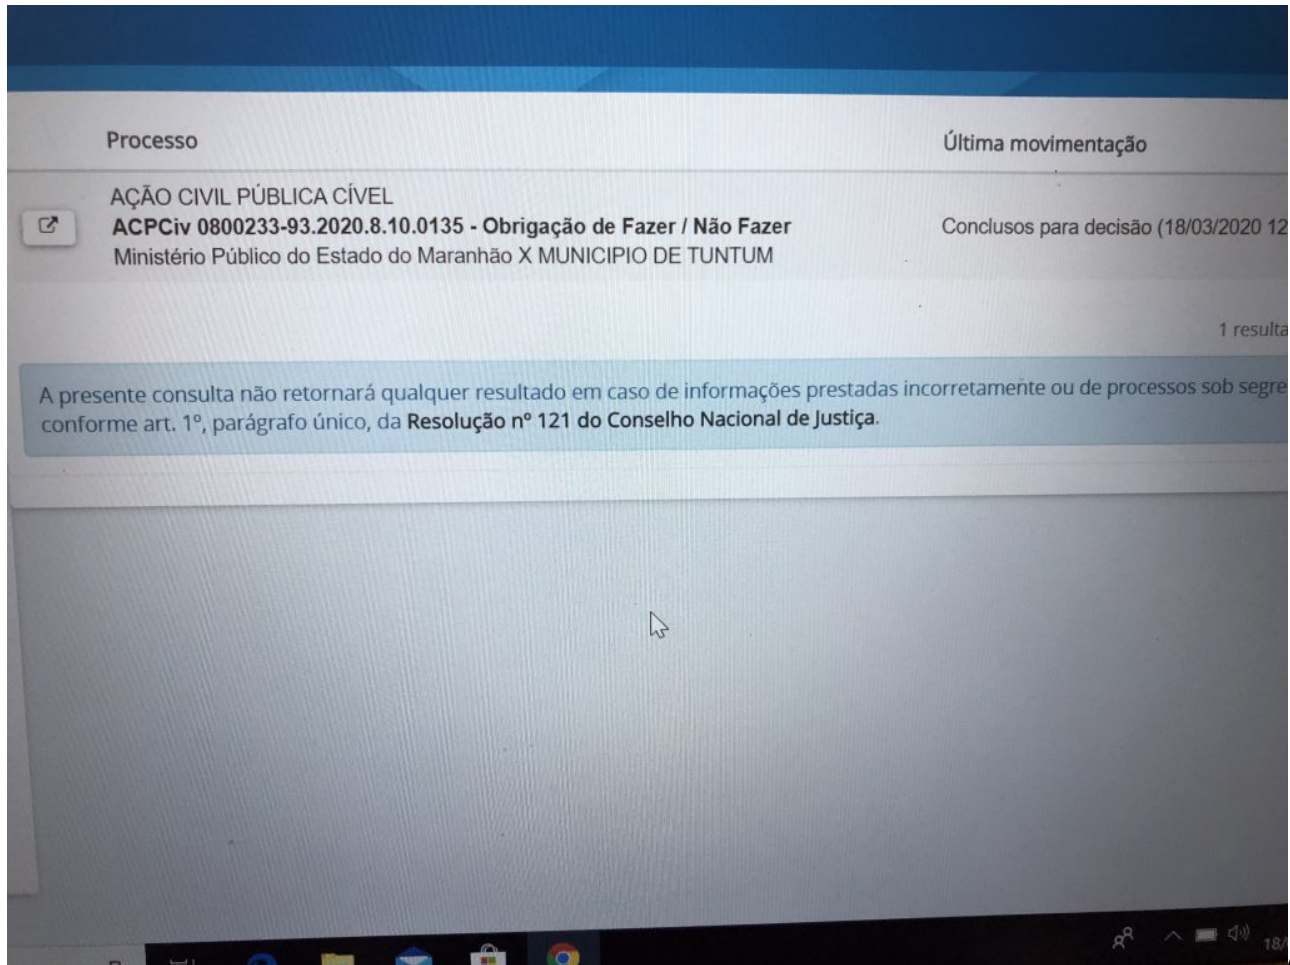 Processo
Última movimentação
AÇÃO CIVIL PÚBLICA CÍVEL
ACPCiv 0800233-93.2020.8.10.0135 - Obrigação de Fazer / Não Fazer
Conclusos para decisão (18/03/2020 12
Ministério Público do Estado do Maranhão X MUNICIPIO DE TUNTUM
1 resulta
A presente consulta não retornará qualquer resultado em caso de informações prestadas incorretamente ou de processos sob segre
conforme art. 1º, parágrafo único, da Resolução nº 121 do Conselho Nacional de Justiça.
18/